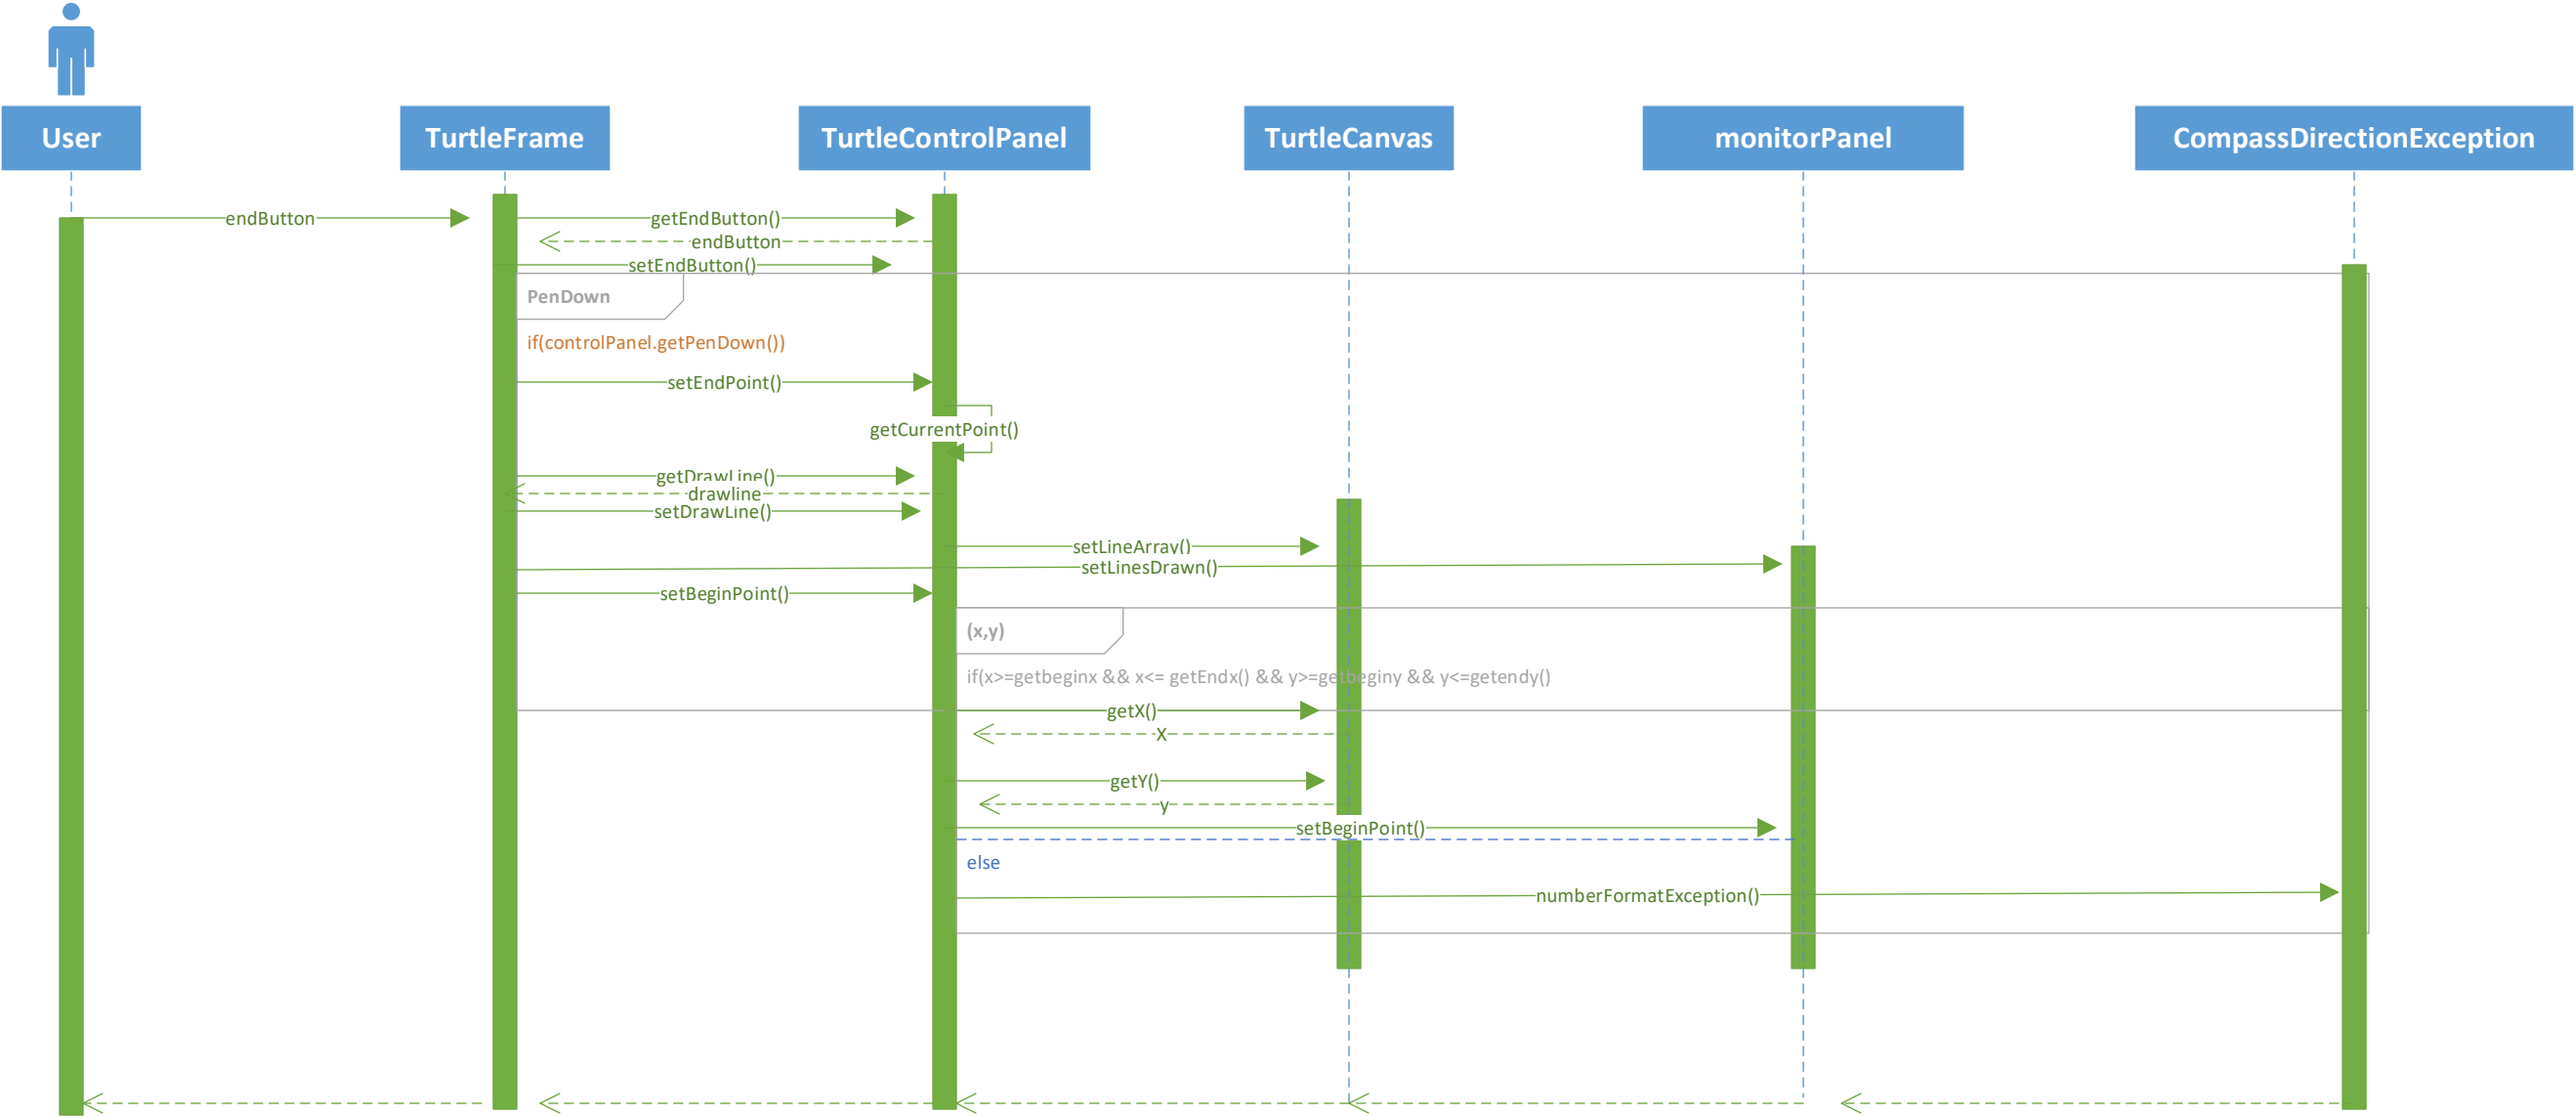 User
TurtleFrame
TurtleControlPanel
TurtleCanvas
monitorPanel
CompassDirectionException
endButton
getEndButton()
endButton
setEndButton()
PenDown
if(controlPanel.getPenDown())
setEndPoint()
getCurrentPoint()
getDrawLine()
drawline
setDrawLine()
setLineArray()
setLinesDrawn()
setBeginPoint()
(x,y)
if(x>=getbeginx && x<= getEndx() && y>=getbeginy && y<=getendy()
getX()
X
getY()
y
setBeginPoint()
else
numberFormatException()